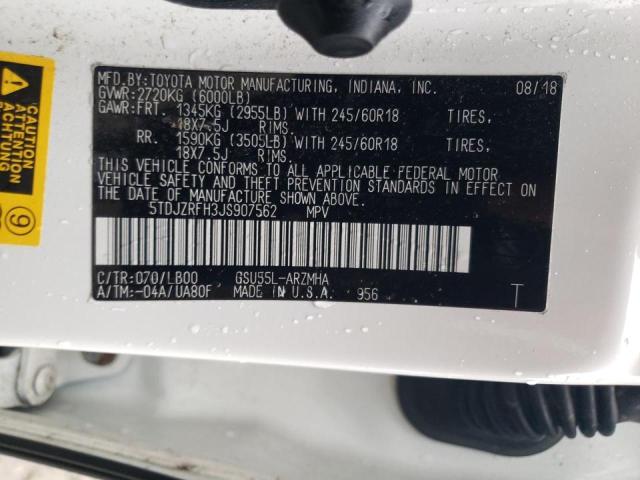 MFD.BY:TOYOTA MOTOR MANUFACTURING, INDIANA, INC. 08/18
GVWR:2720KG (6000LB)
GAWR:FRT. 1345KG (2955LB) WITH 245/60R18 TIRES,
18X7.5J RIMS.
RR. 1590KG (3505LB) WITH 245/60R18 TIRES,
18X7.5J RIMS.
THIS VEHICLE CONFORMS TO ALL APPLICABLE FEDERAL MOTOR
VEHICLE SAFETY AND THEFT PREVENTION STANDARDS IN EFFECT ON
THE DATE OF MANUFACTURE SHOWN ABOVE.
5TDJZRFH3JS907562 MPV
C/TR:070/LB00 GSU55L-ARZMHA
A/TM:-04A/UA80F MADE IN U.S.A. 956 T
CAUTION
ATTENTION
ACHTUNG
9